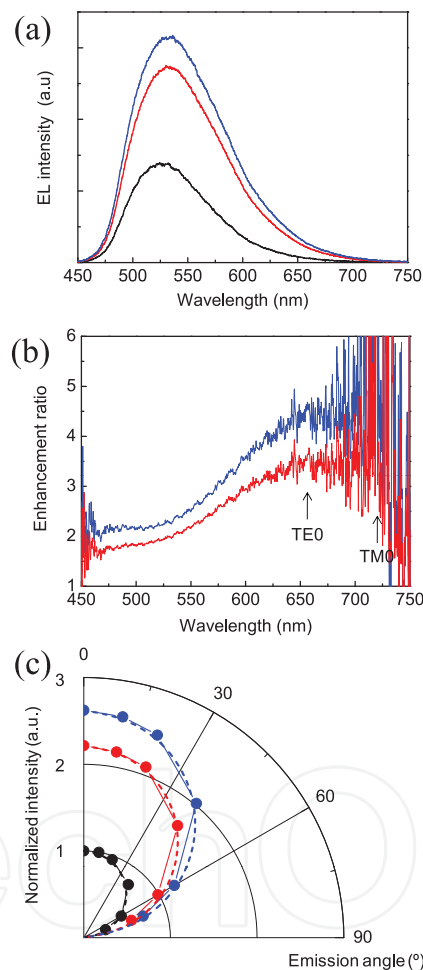 (a)
EL intensity (a.u)
450 500 550 600 650 700 750
Wavelength (nm)
(b)
6
5
4
3
2
1
Enhancement ratio
TE0
TM0
450 500 550 600 650 700 750
Wavelength (nm)
(c)
0
3
30
2
60
1
Normalized intensity (a.u.)
90
Emission angle (º)
echO